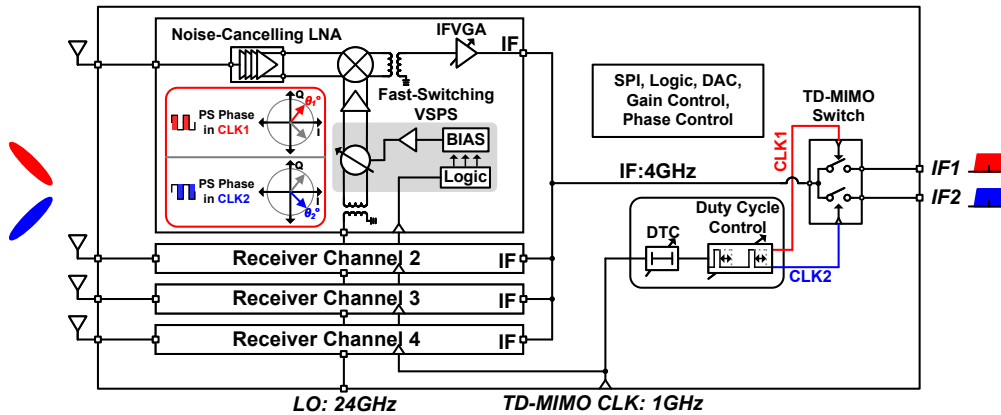 Noise-Cancelling LNA
IFVGA
IF
Fast-Switching
VSPS
Q
θ₁°
I
PS Phase
in CLK1
Q
θ₂°
I
PS Phase
in CLK2
BIAS
Logic
SPI, Logic, DAC,
Gain Control,
Phase Control
TD-MIMO
Switch
CLK1
IF1
IF2
IF:4GHz
Duty Cycle
Control
DTC
CLK2
Receiver Channel 2
IF
Receiver Channel 3
IF
Receiver Channel 4
IF
LO: 24GHz
TD-MIMO CLK: 1GHz